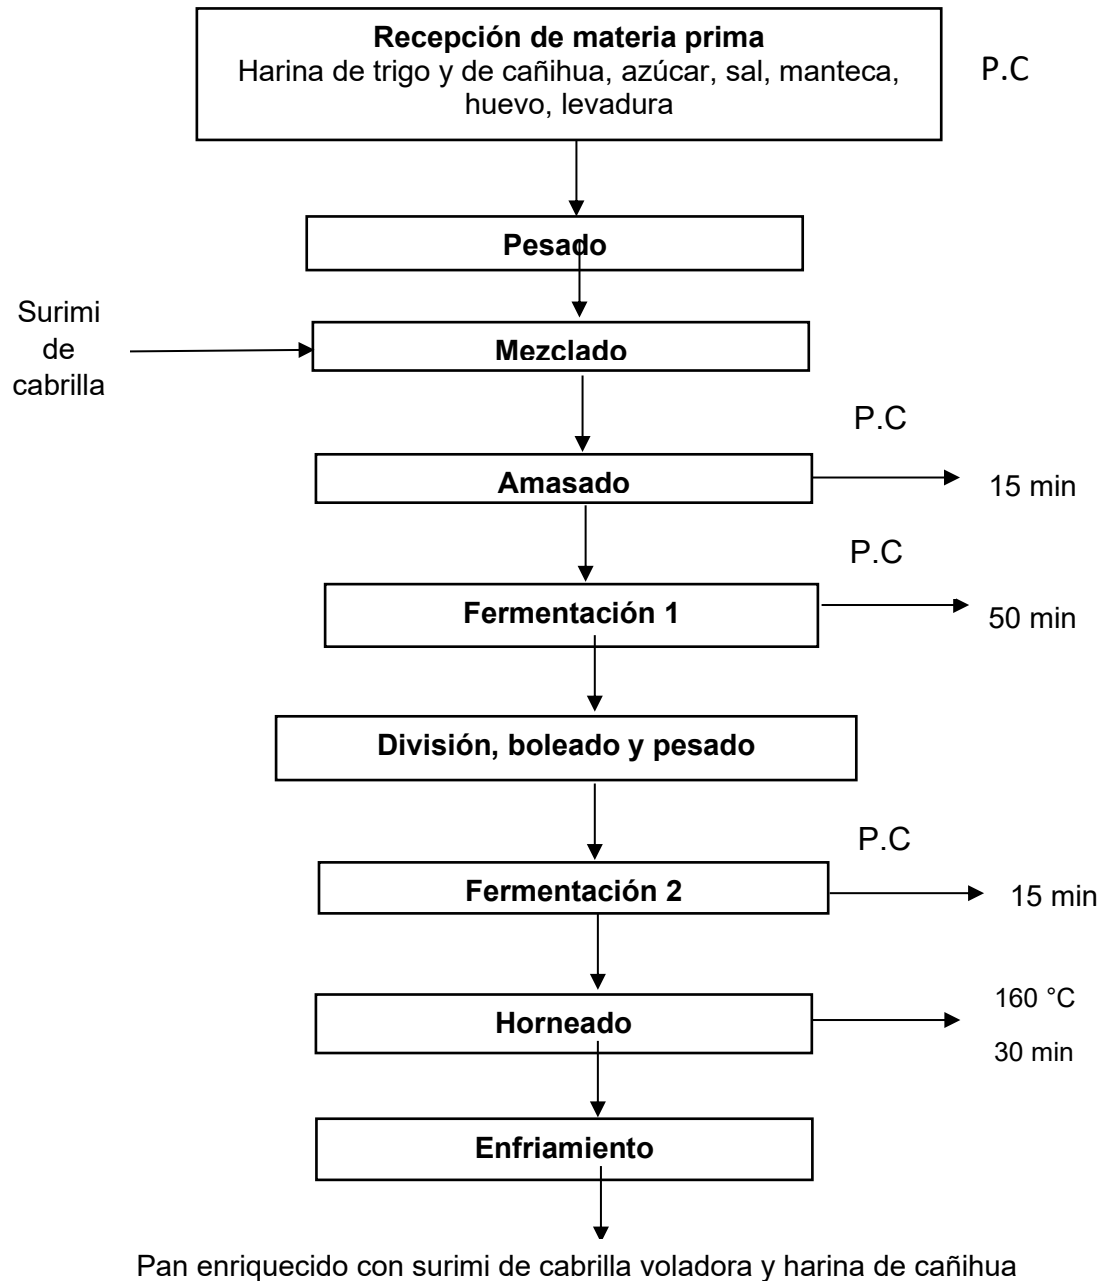 Recepción de materia prima
Harina de trigo y de cañihua, azúcar, sal, manteca,
huevo, levadura
P.C
Pesado
Surimi
de
cabrilla
Mezclado
P.C
Amasado
15 min
P.C
Fermentación 1
50 min
División, boleado y pesado
P.C
Fermentación 2
15 min
160 °C
Horneado
30 min
Enfriamiento
Pan enriquecido con surimi de cabrilla voladora y harina de cañihua